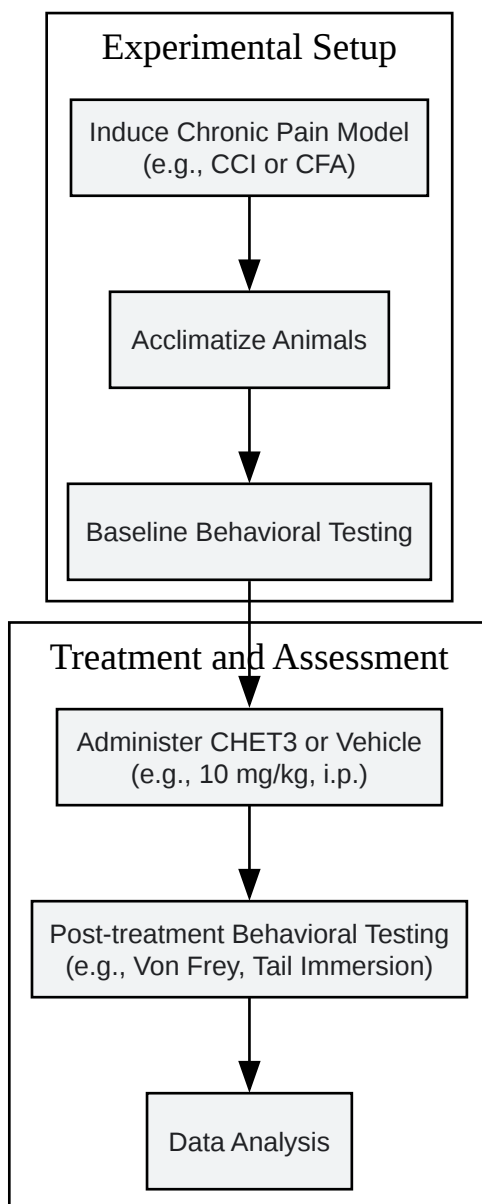 Experimental Setup
Induce Chronic Pain Model
(e.g., CCI or CFA)
Acclimatize Animals
Baseline Behavioral Testing
Treatment and Assessment
Administer CHET3 or Vehicle
(e.g., 10 mg/kg, i.p.)
Post-treatment Behavioral Testing
(e.g., Von Frey, Tail Immersion)
Data Analysis